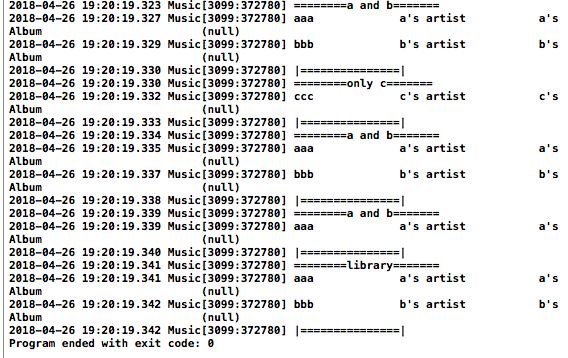 2018-04-26 19:20:19.323 Music[3099:372780] ========a and b=======
2018-04-26 19:20:19.327 Music[3099:372780] aaa a's artist a's
Album (null)
2018-04-26 19:20:19.329 Music[3099:372780] bbb b's artist b's
Album (null)
2018-04-26 19:20:19.330 Music[3099:372780] |===============|
2018-04-26 19:20:19.330 Music[3099:372780] ========only c=======
2018-04-26 19:20:19.332 Music[3099:372780] ccc c's artist c's
Album (null)
2018-04-26 19:20:19.333 Music[3099:372780] |===============|
2018-04-26 19:20:19.334 Music[3099:372780] ========a and b=======
2018-04-26 19:20:19.335 Music[3099:372780] aaa a's artist a's
Album (null)
2018-04-26 19:20:19.337 Music[3099:372780] bbb b's artist b's
Album (null)
2018-04-26 19:20:19.338 Music[3099:372780] |===============|
2018-04-26 19:20:19.339 Music[3099:372780] ========a and b=======
2018-04-26 19:20:19.339 Music[3099:372780] aaa a's artist a's
Album (null)
2018-04-26 19:20:19.340 Music[3099:372780] |===============|
2018-04-26 19:20:19.341 Music[3099:372780] ========library=======
2018-04-26 19:20:19.341 Music[3099:372780] aaa a's artist a's
Album (null)
2018-04-26 19:20:19.342 Music[3099:372780] bbb b's artist b's
Album (null)
2018-04-26 19:20:19.342 Music[3099:372780] |===============|
Program ended with exit code: 0